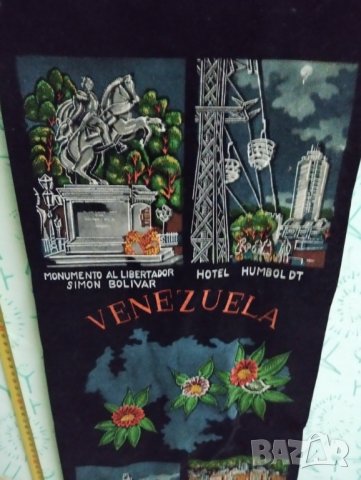 MONUMENTO AL LIBERTADOR
SIMON BOLIVAR
HOTEL HUMBOLDT
VENEZUELA
BAZAR